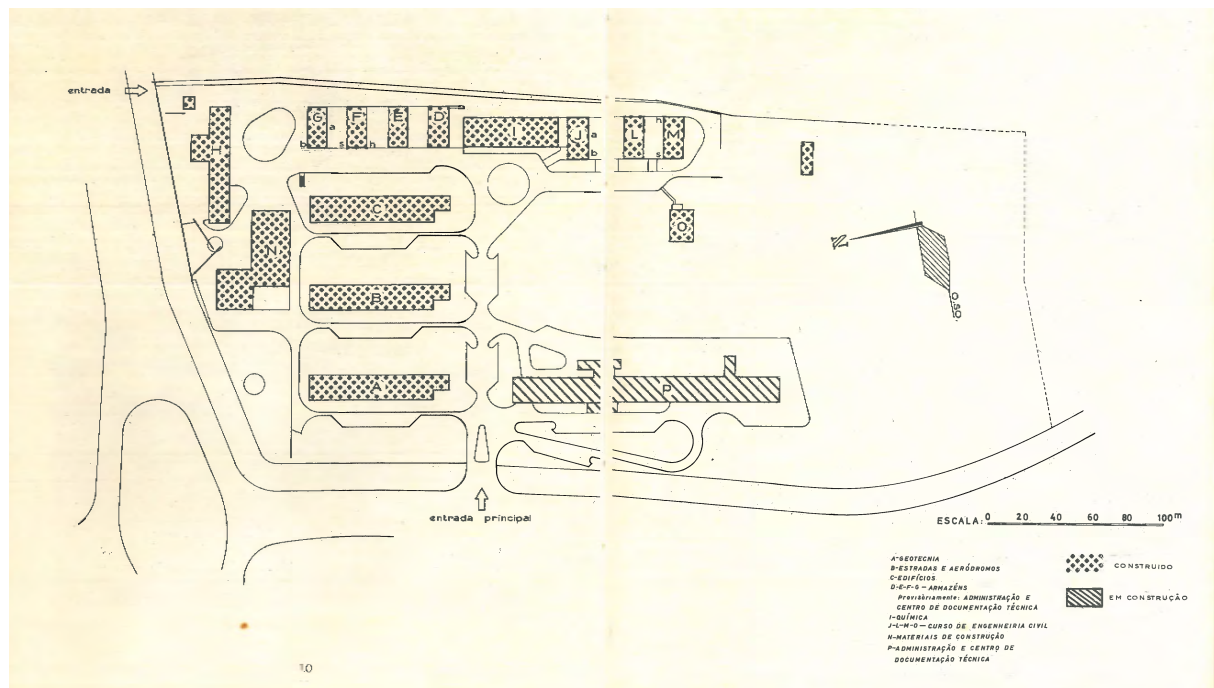 entrada
G F E D
a
b s h
I
J a
b
L
h
M
s
H
C
O
N
N
B
0
50
A
P
entrada principal
ESCALA: 0 20 40 60 80 100m
A-GEOTECNIA
B-ESTRADAS E AERÓDROMOS
C-EDIFÍCIOS
D-E-F-G-ARMAZÉNS
Provisòriamente: ADMINISTRAÇÃO E
CENTRO DE DOCUMENTAÇÃO TÉCNICA
I-QUÍMICA
J-L-M-O-CURSO DE ENGENHEIRIA CIVIL
N-MATERIAIS DE CONSTRUÇÃO
P-ADMINISTRAÇÃO E CENTRO DE
DOCUMENTAÇÃO TÉCNICA
CONSTRUIDO
EM CONSTRUÇÃO
10